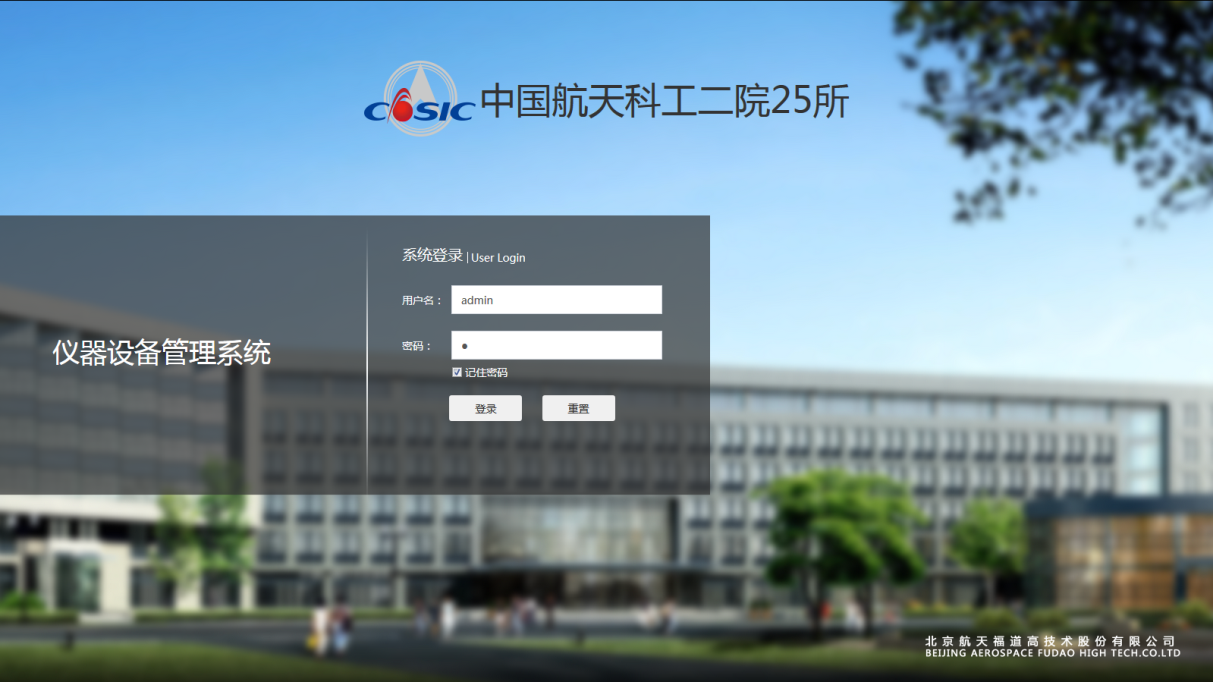 CASIC 中国航天科工二院25所
系统登录 | User Login
用户名： admin
仪器设备管理系统
密码：
记住密码
登录 重置
北京航天福道高技术股份有限公司
BEIJING AEROSPACE FUDAO HIGH TECH.CO.LTD